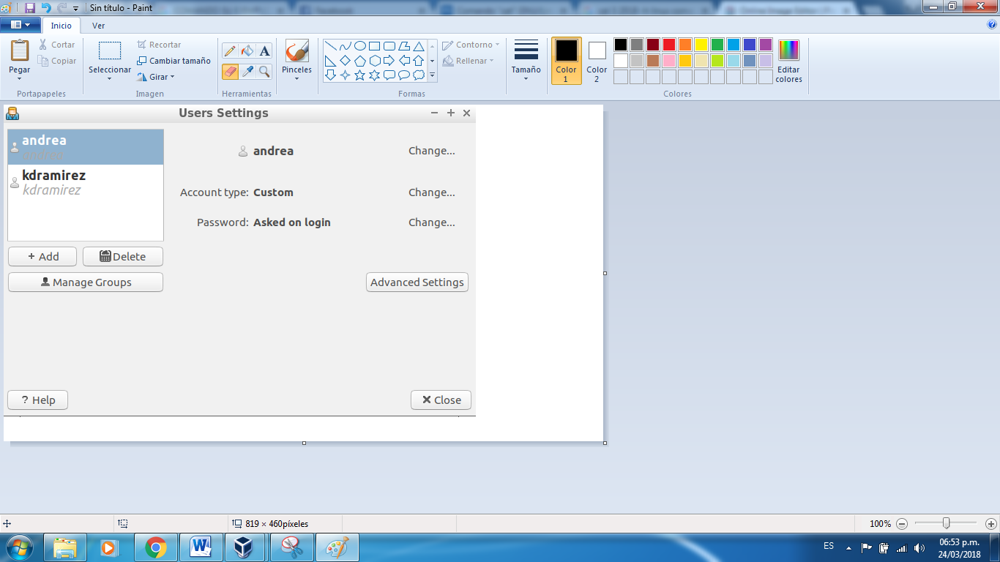 Sin título - Paint
Inicio Ver
Pegar
Cortar
Copiar
Portapapeles
Seleccionar
Recortar
Cambiar tamaño
Girar
Imagen
A
Herramientas
Pinceles
Contorno
Rellenar
Formas
Tamaño
Color
1
Color
2
Editar
colores
Colores
Users Settings
andrea
andrea
kdramirez
kdramirez
+ Add
Delete
Manage Groups
andrea Change...
Account type: Custom Change...
Password: Asked on login Change...
Advanced Settings
? Help
Close
819 × 460píxeles
100%
ES
06:53 p.m.
24/03/2018